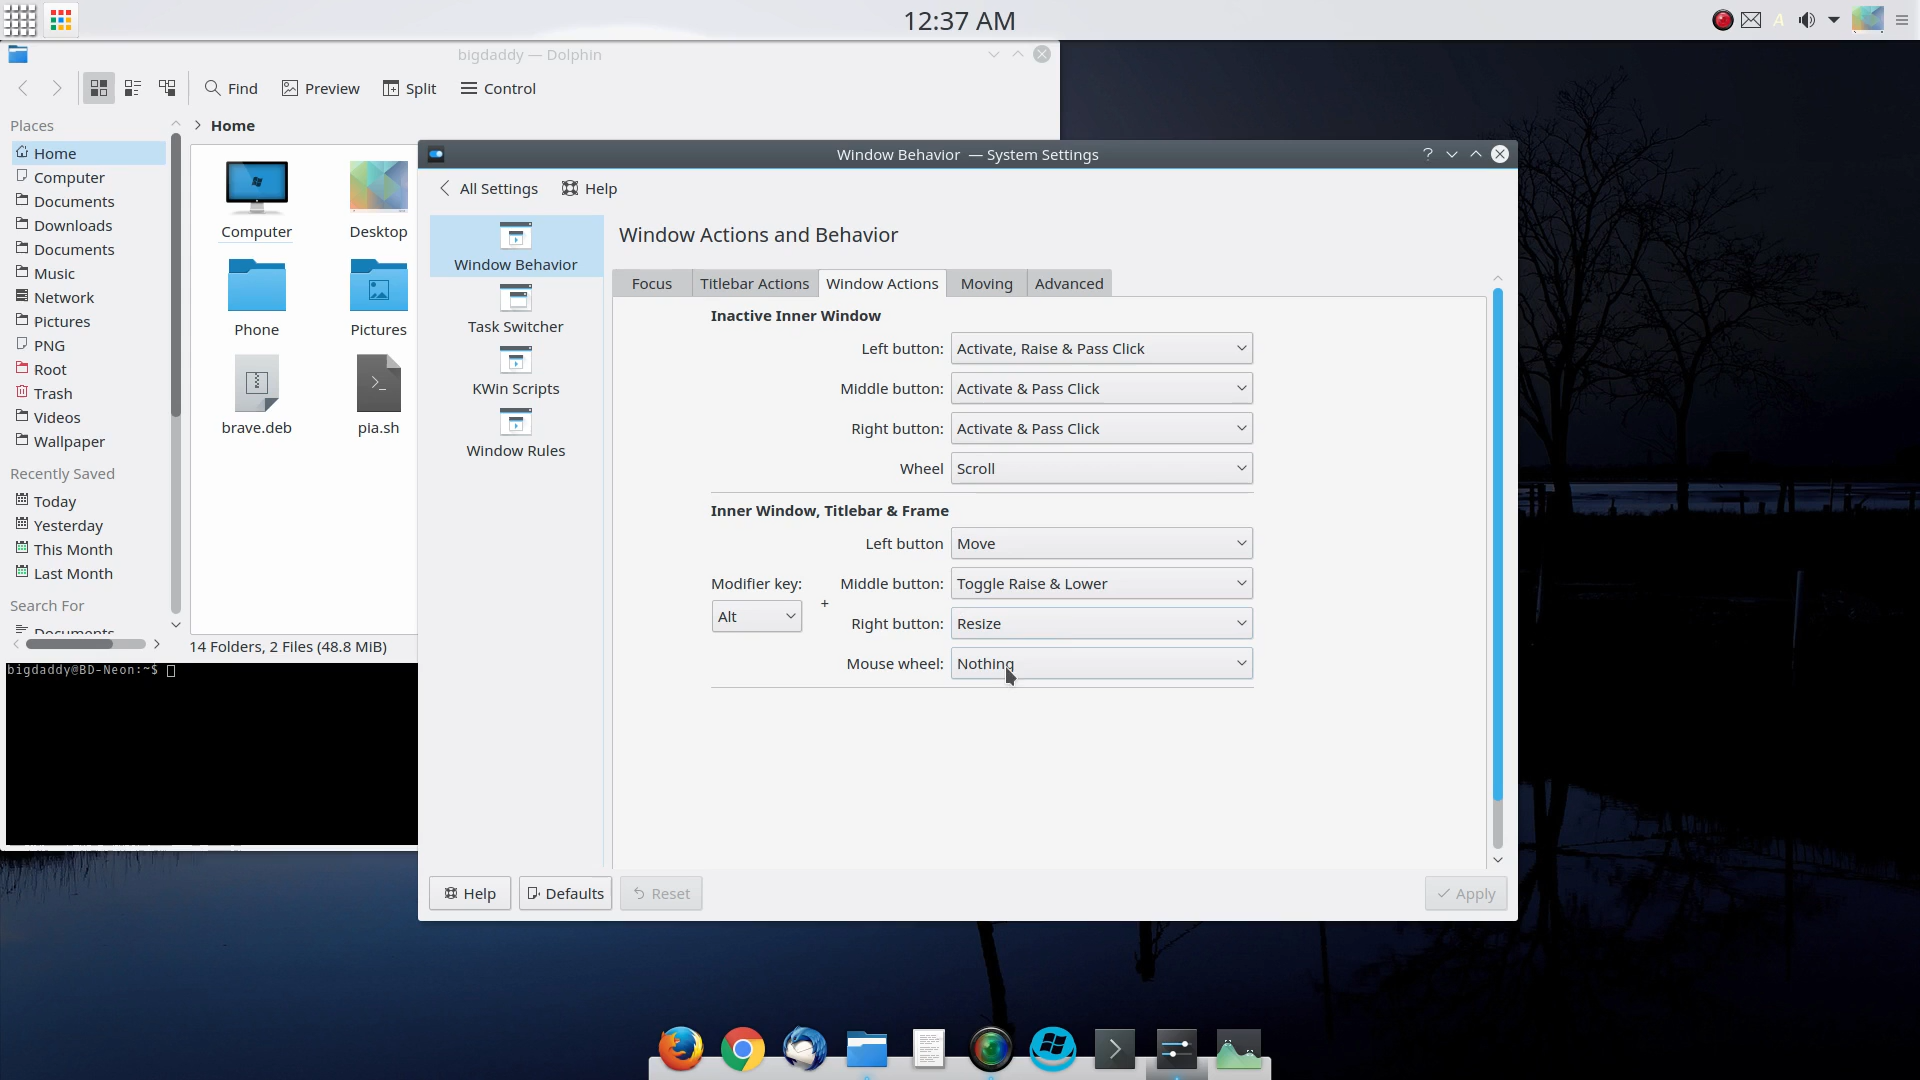 12:37 AM
A
bigdaddy — Dolphin
Find
Preview
Split
Control
Places
Home
Computer
Documents
Downloads
Documents
Music
Network
Pictures
PNG
Root
Trash
Videos
Wallpaper
Recently Saved
Today
Yesterday
This Month
Last Month
Search For
Documents
> Home
Computer
Desktop
Phone
Pictures
brave.deb
pia.sh
14 Folders, 2 Files (48.8 MiB)
bigdaddy@BD-Neon:~$
Window Behavior — System Settings
?
All Settings
Help
Window Behavior
Task Switcher
KWin Scripts
Window Rules
Window Actions and Behavior
Focus
Titlebar Actions
Window Actions
Moving
Advanced
Inactive Inner Window
Left button: Activate, Raise & Pass Click
Middle button: Activate & Pass Click
Right button: Activate & Pass Click
Wheel Scroll
Inner Window, Titlebar & Frame
Left button Move
Modifier key:
Alt
+
Middle button: Toggle Raise & Lower
Right button: Resize
Mouse wheel: Nothing
Help
Defaults
Reset
Apply